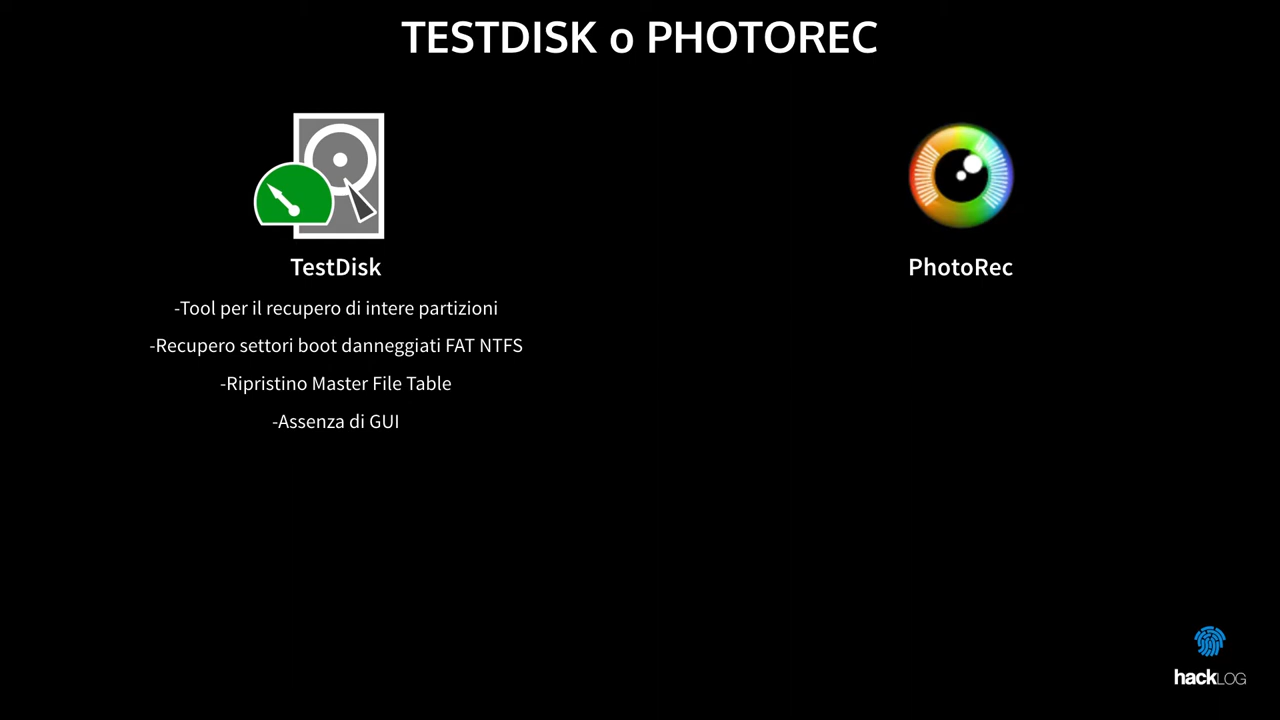 TESTDISK o PHOTOREC
TestDisk
-Tool per il recupero di intere partizioni
-Recupero settori boot danneggiati FAT NTFS
-Ripristino Master File Table
-Assenza di GUI
PhotoRec
hackLOG